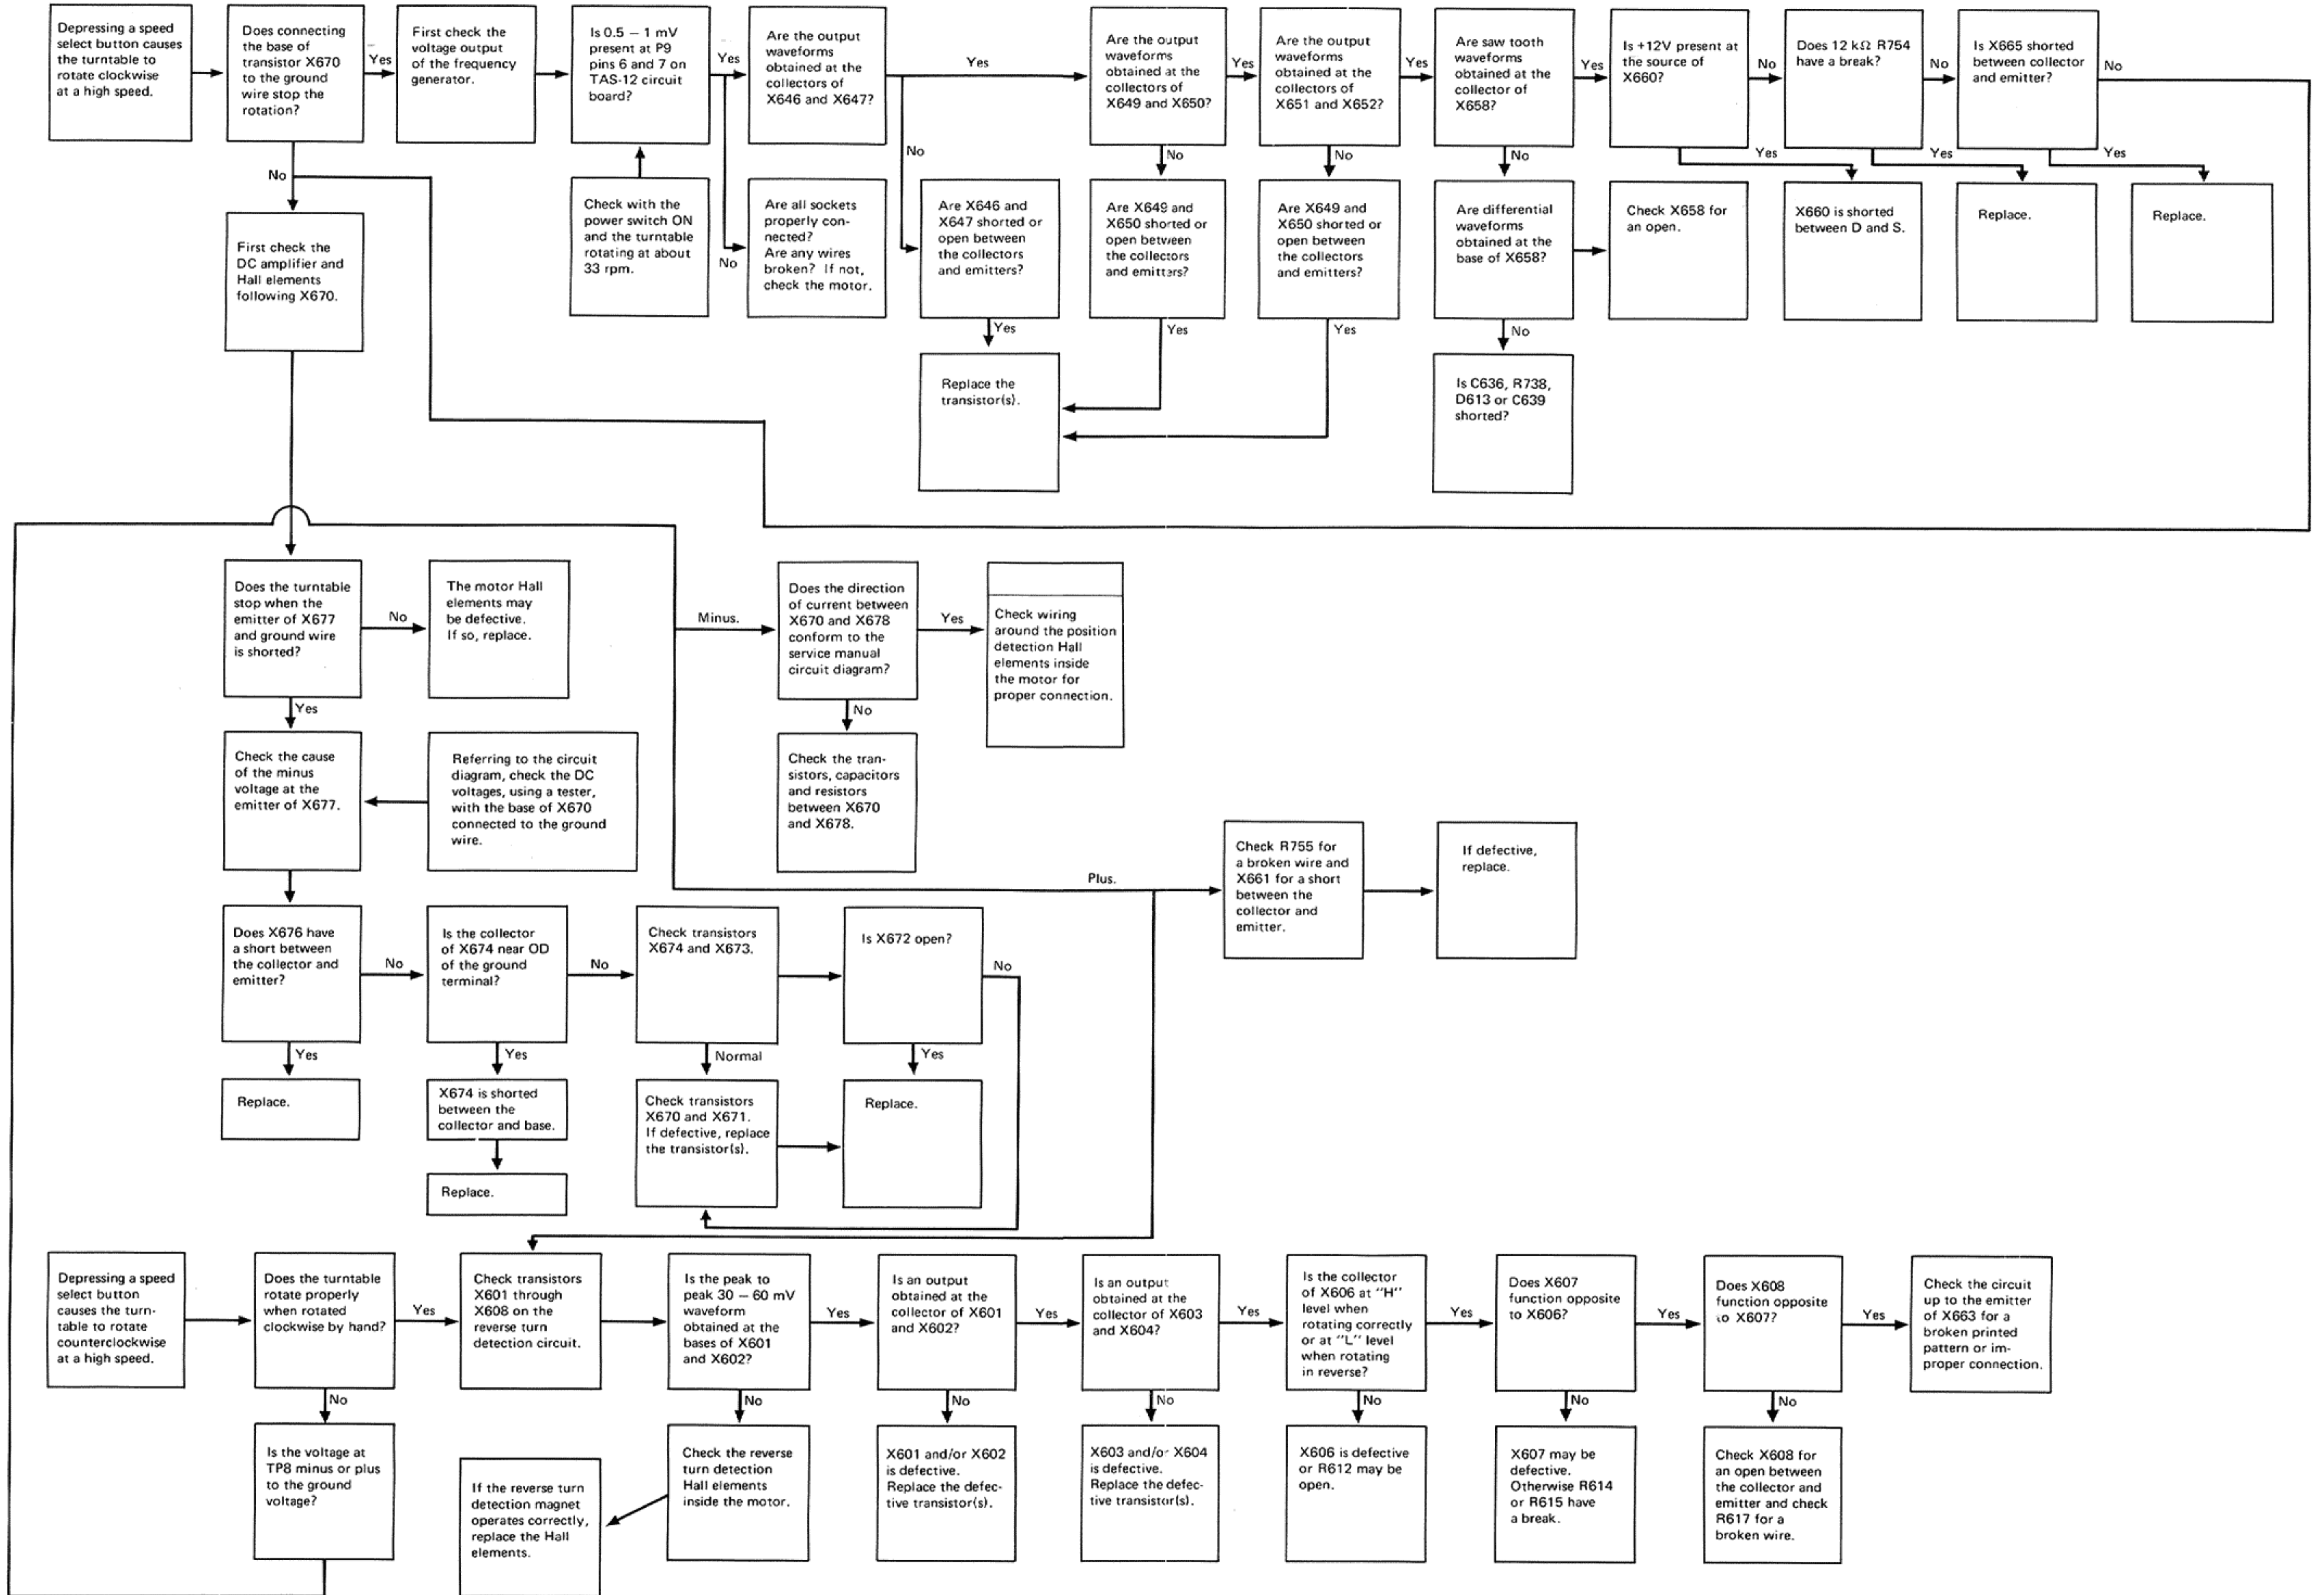 Depressing a speed
select button causes
the turntable to
rotate clockwise
at a high speed.
Does connecting
the base of
transistor X670
to the ground
wire stop the
rotation?
Yes
First check the
voltage output
of the frequency
generator.
Is 0.5 – 1 mV
present at P9
pins 6 and 7 on
TAS-12 circuit
board?
Yes
Are the output
waveforms
obtained at the
collectors of
X646 and X647?
Yes
Are the output
waveforms
obtained at the
collectors of
X649 and X650?
Yes
Are the output
waveforms
obtained at the
collectors of
X651 and X652?
Yes
Are saw tooth
waveforms
obtained at the
collector of
X658?
Yes
Is +12V present at
the source of
X660?
No
Does 12 kΩ R754
have a break?
No
Is X665 shorted
between collector
and emitter?
No
No
No
No
No
No
No
Yes
Yes
Yes
First check the
DC amplifier and
Hall elements
following X670.
Check with the
power switch ON
and the turntable
rotating at about
33 rpm.
Are all sockets
properly con-
nected?
Are any wires
broken? If not,
check the motor.
Are X646 and
X647 shorted or
open between
the collectors
and emitters?
Are X649 and
X650 shorted or
open between
the collectors
and emitters?
Are X649 and
X650 shorted or
open between
the collectors
and emitters?
Are differential
waveforms
obtained at the
base of X658?
Check X658 for
an open.
X660 is shorted
between D and S.
Replace.
Replace.
Yes
Yes
Yes
No
Replace the
transistor(s).
Is C636, R738,
D613 or C639
shorted?
Does the turntable
stop when the
emitter of X677
and ground wire
is shorted?
No
The motor Hall
elements may
be defective.
If so, replace.
Minus.
Does the direction
of current between
X670 and X678
conform to the
service manual
circuit diagram?
Yes
Check wiring
around the position
detection Hall
elements inside
the motor for
proper connection.
Yes
No
Check the cause
of the minus
voltage at the
emitter of X677.
Referring to the circuit
diagram, check the DC
voltages, using a tester,
with the base of X670
connected to the ground
wire.
Check the tran-
sistors, capacitors
and resistors
between X670
and X678.
Plus.
Check R755 for
a broken wire and
X661 for a short
between the
collector and
emitter.
If defective,
replace.
Does X676 have
a short between
the collector and
emitter?
No
Is the collector
of X674 near OD
of the ground
terminal?
No
Check transistors
X674 and X673.
Is X672 open?
No
Yes
Yes
Normal
Yes
Replace.
X674 is shorted
between the
collector and base.
Check transistors
X670 and X671.
If defective, replace
the transistor(s).
Replace.
Replace.
Depressing a speed
select button
causes the turn-
table to rotate
counterclockwise
at a high speed.
Does the turntable
rotate properly
when rotated
clockwise by hand?
Yes
Check transistors
X601 through
X608 on the
reverse turn
detection circuit.
Is the peak to
peak 30 – 60 mV
waveform
obtained at the
bases of X601
and X602?
Yes
Is an output
obtained at the
collector of X601
and X602?
Yes
Is an output
obtained at the
collector of X603
and X604?
Yes
Is the collector
of X606 at "H"
level when
rotating correctly
or at "L" level
when rotating
in reverse?
Yes
Does X607
function opposite
to X606?
Yes
Does X608
function opposite
to X607?
Yes
Check the circuit
up to the emitter
of X663 for a
broken printed
pattern or im-
proper connection.
No
No
No
No
No
No
No
Is the voltage at
TP8 minus or plus
to the ground
voltage?
If the reverse turn
detection magnet
operates correctly,
replace the Hall
elements.
Check the reverse
turn detection
Hall elements
inside the motor.
X601 and/or X602
is defective.
Replace the defec-
tive transistor(s).
X603 and/or X604
is defective.
Replace the defec-
tive transistor(s).
X606 is defective
or R612 may be
open.
X607 may be
defective.
Otherwise R614
or R615 have
a break.
Check X608 for
an open between
the collector and
emitter and check
R617 for a
broken wire.